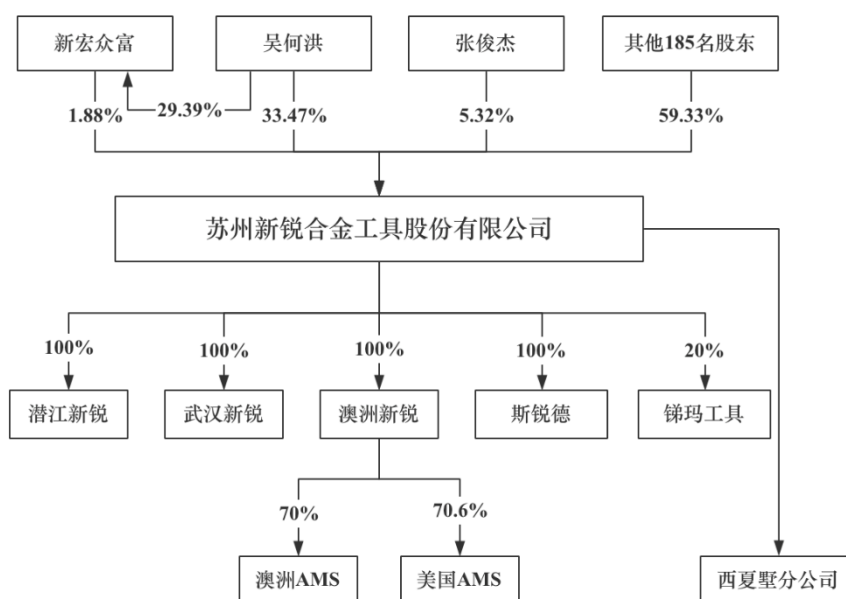 新宏众富
吴何洪
张俊杰
其他185名股东
1.88%
29.39%
33.47%
5.32%
59.33%
苏州新锐合金工具股份有限公司
100%
100%
100%
100%
20%
潜江新锐
武汉新锐
澳洲新锐
斯锐德
锑玛工具
70%
70.6%
澳洲AMS
美国AMS
西夏墅分公司